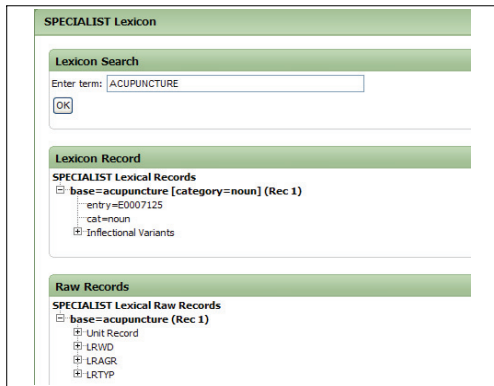 SPECIALIST Lexicon
Lexicon Search
Enter term: ACUPUNCTURE
OK
Lexicon Record
SPECIALIST Lexical Records
base=acupuncture [category=noun] (Rec 1)
entry=E0007125
cat=noun
Inflectional Variants
Raw Records
SPECIALIST Lexical Raw Records
base=acupuncture (Rec 1)
Unit Record
LRWD
LRAGR
LRTYP